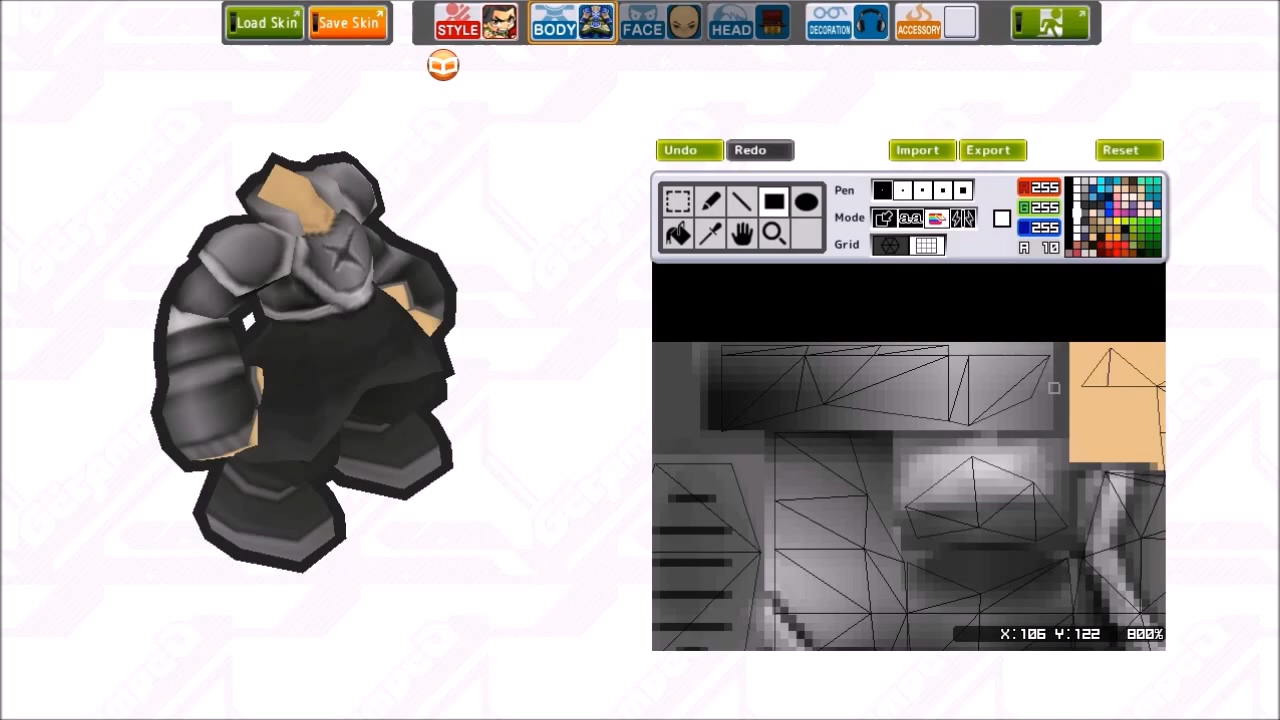 Load Skin
Save Skin
STYLE
BODY
FACE
HEAD
DECORATION
ACCESSORY
Undo
Redo
Import
Export
Reset
Pen
Mode
aa
Grid
R 255
G 255
B 255
A 10
X:106 Y:122 800%